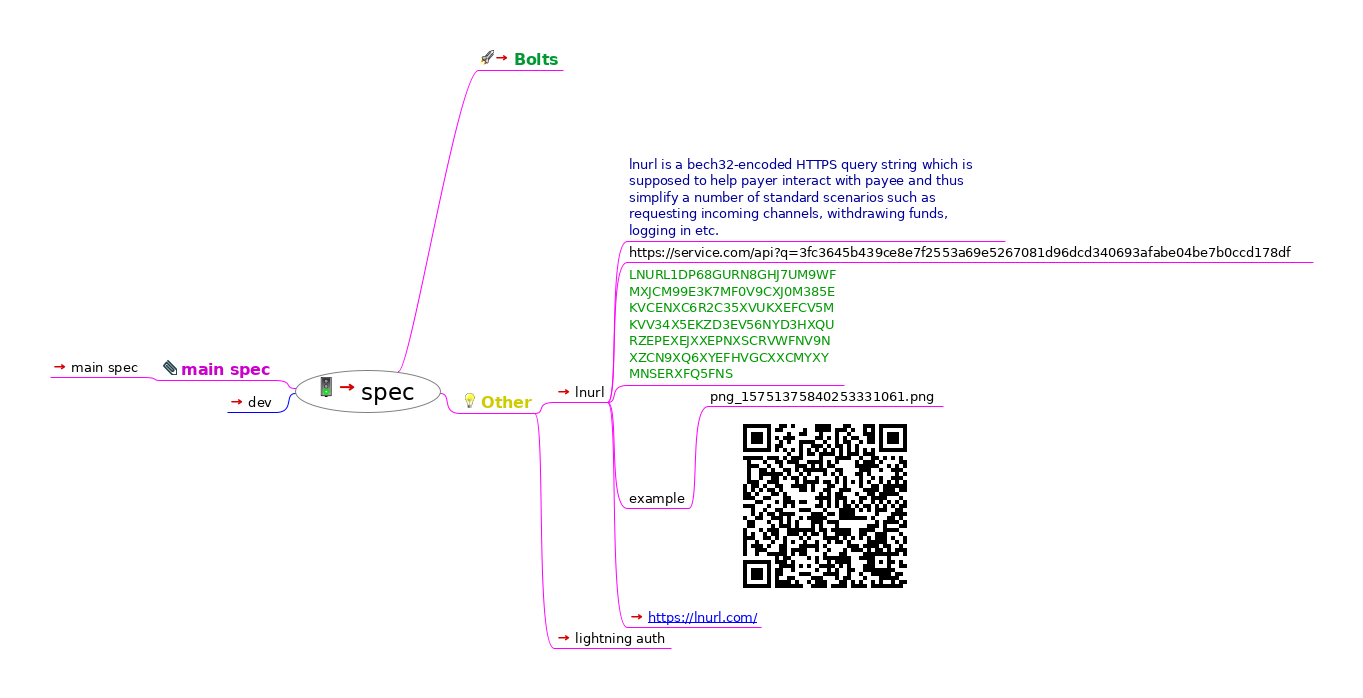 Bolts
lnurl is a bech32-encoded HTTPS query string which is
supposed to help payer interact with payee and thus
simplify a number of standard scenarios such as
requesting incoming channels, withdrawing funds,
logging in etc.
https://service.com/api?q=3fc3645b439ce8e7f2553a69e5267081d96dcd340693afabe04be7b0ccd178df
LNURL1DP68GURN8GHJ7UM9WF
MXJCM99E3K7MF0V9CXJ0M385E
KVCENXC6R2C35XVUKXEFCV5M
KVV34X5EKZD3EV56NYD3HXQU
RZEPEXEJXXEPNXSCRVWFNV9N
XZCN9XQ6XYEFHVGCXXCMYXY
MNSERXFQ5FNS
main spec
main spec
dev
spec
Other
lnurl
png_15751375840253331061.png
example
https://lnurl.com/
lightning auth